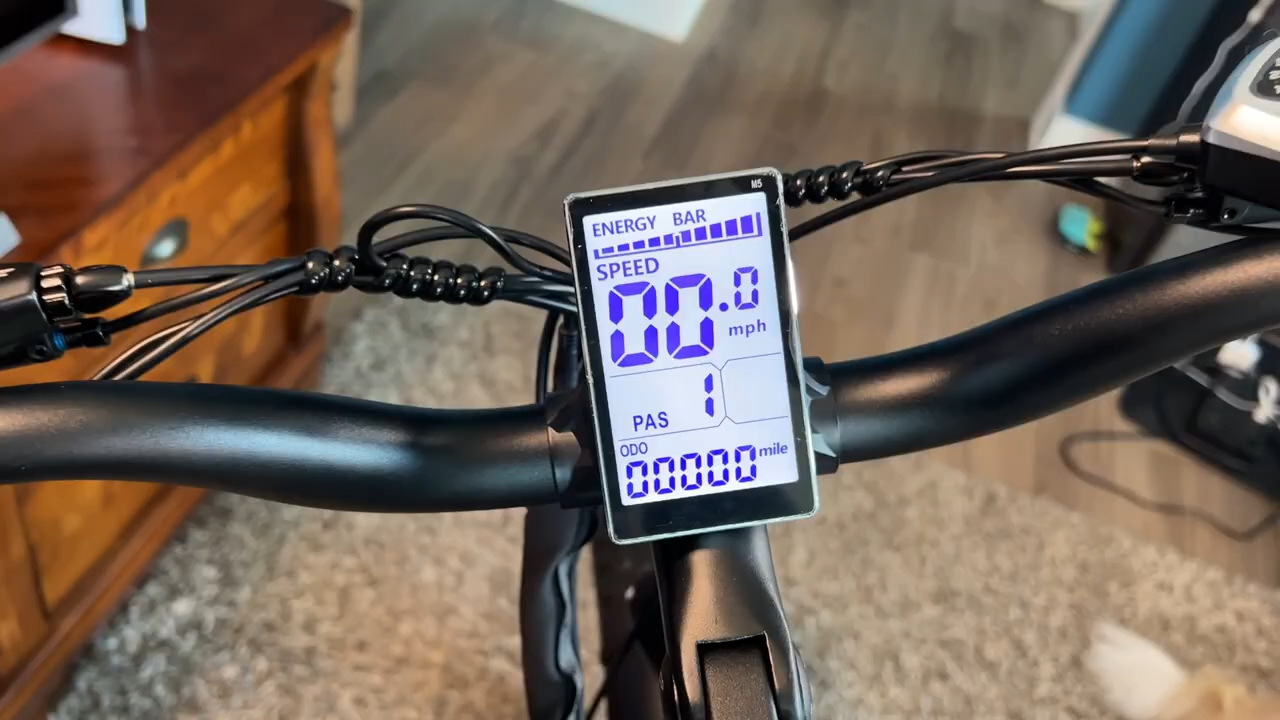 M5
ENERGY BAR
SPEED
00.0
mph
1
PAS
ODO
00000 mile